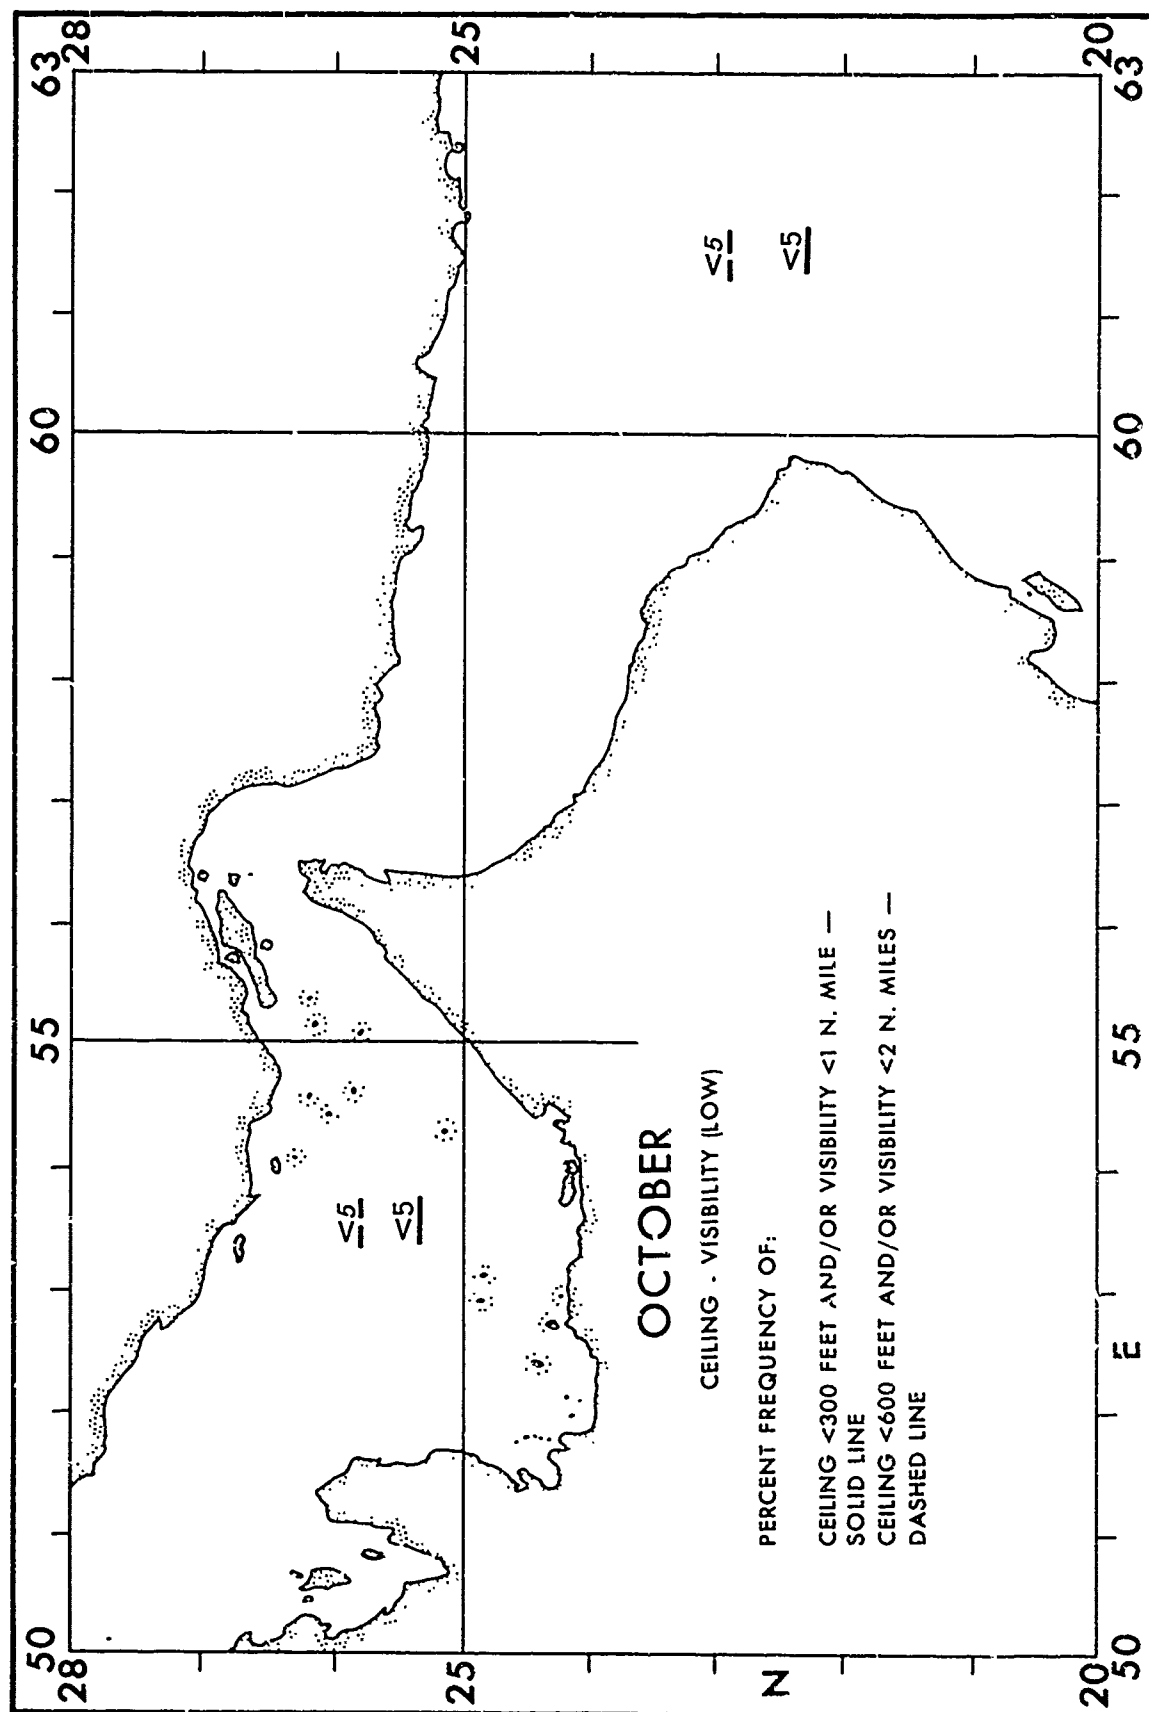 50
55
60
63
28
28
<5
<5
25
25
OCTOBER
CEILING - VISIBILITY (LOW)
PERCENT FREQUENCY OF:
CEILING <300 FEET AND/OR VISIBILITY <1 N. MILE —
SOLID LINE
CEILING <600 FEET AND/OR VISIBILITY <2 N. MILES —
DASHED LINE
<5
<5
N
20
20
50
E
55
60
63